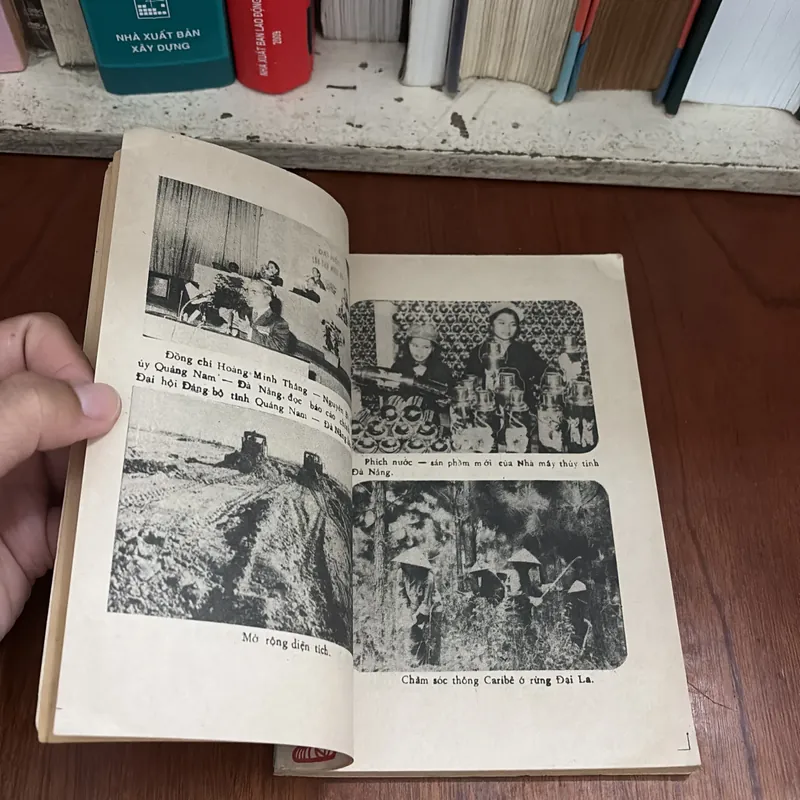 NHÀ XUẤT BẢN
XÂY DỰNG
NHÀ XUẤT BẢN LAO ĐỘNG
2009
Đồng chí Hoàng Minh Thắng — Nguyên
ủy Quảng Nam — Đà Nẵng, đọc báo cáo
Đại hội Đảng bộ tỉnh Quảng Nam — Đà Nẵng
Mở rộng diện tích.
Phích nước — sản phẩm mới của Nhà máy thủy tinh
Đà Nẵng.
Chăm sóc thông Caribê ở rừng Đại La.